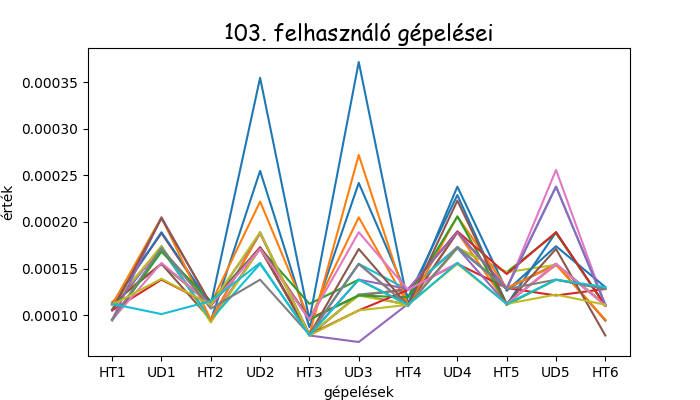 103. felhasználó gépelései
érték
0.00035
0.00030
0.00025
0.00020
0.00015
0.00010
HT1 UD1 HT2 UD2 HT3 UD3 HT4 UD4 HT5 UD5 HT6
gépelések